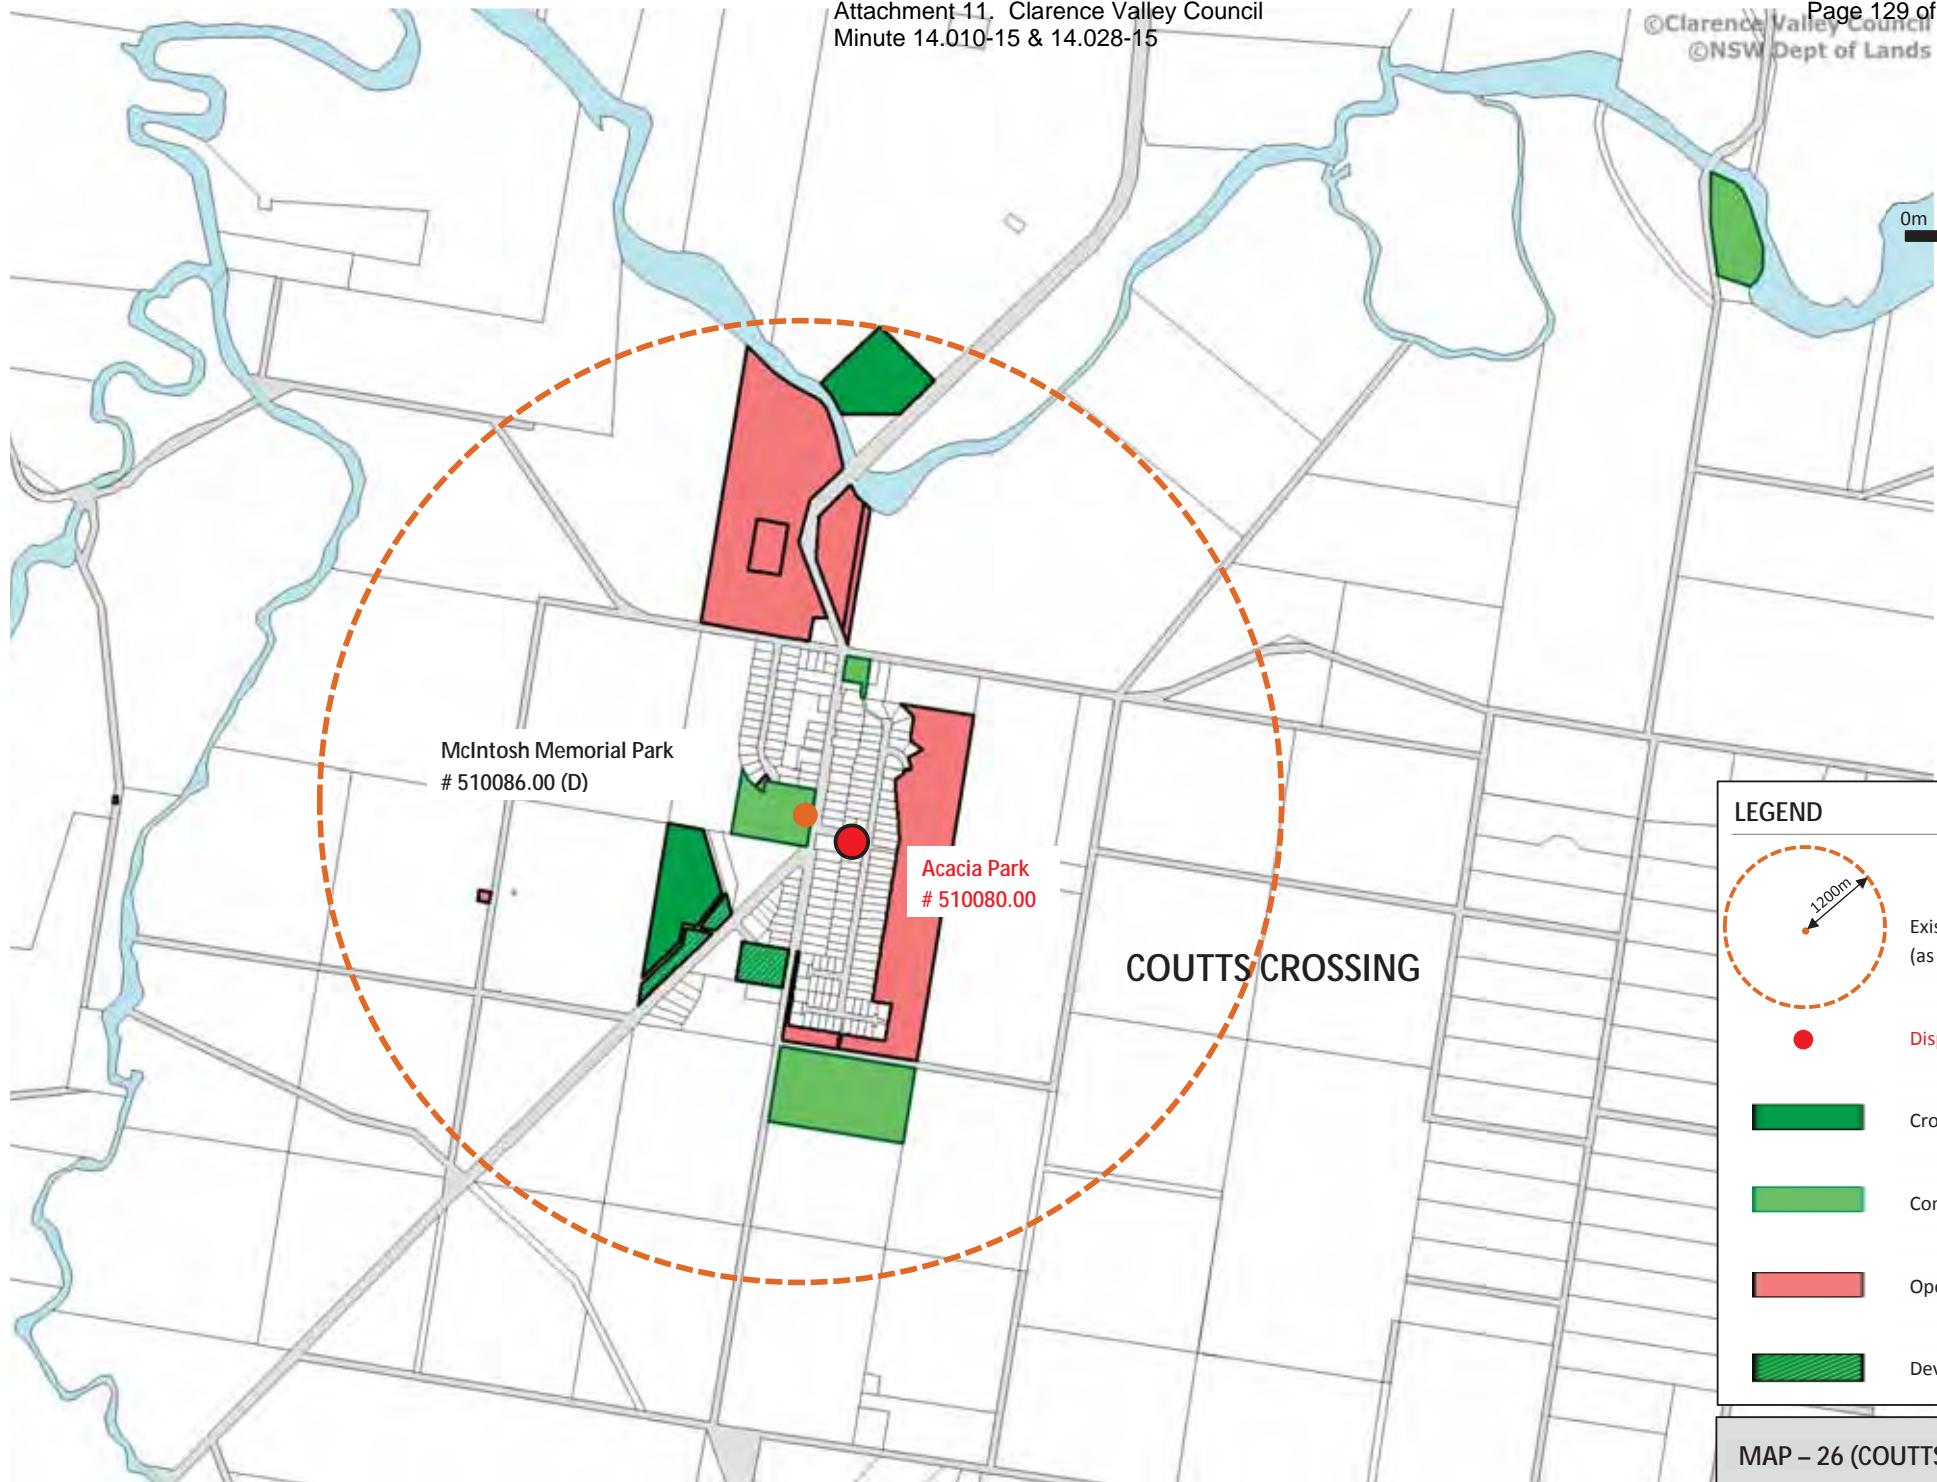 Attachment 11. Clarence Valley Council
Minute 14.010-15 & 14.028-15
Page 129 of
©Clarence Valley Council
©NSW Dept of Lands
0m
McIntosh Memorial Park
# 510086.00 (D)
Acacia Park
# 510080.00
COUTTS CROSSING
LEGEND
1200m
Exis
(as
Disp
Cro
Con
Ope
Dev
MAP – 26 (COUTTS